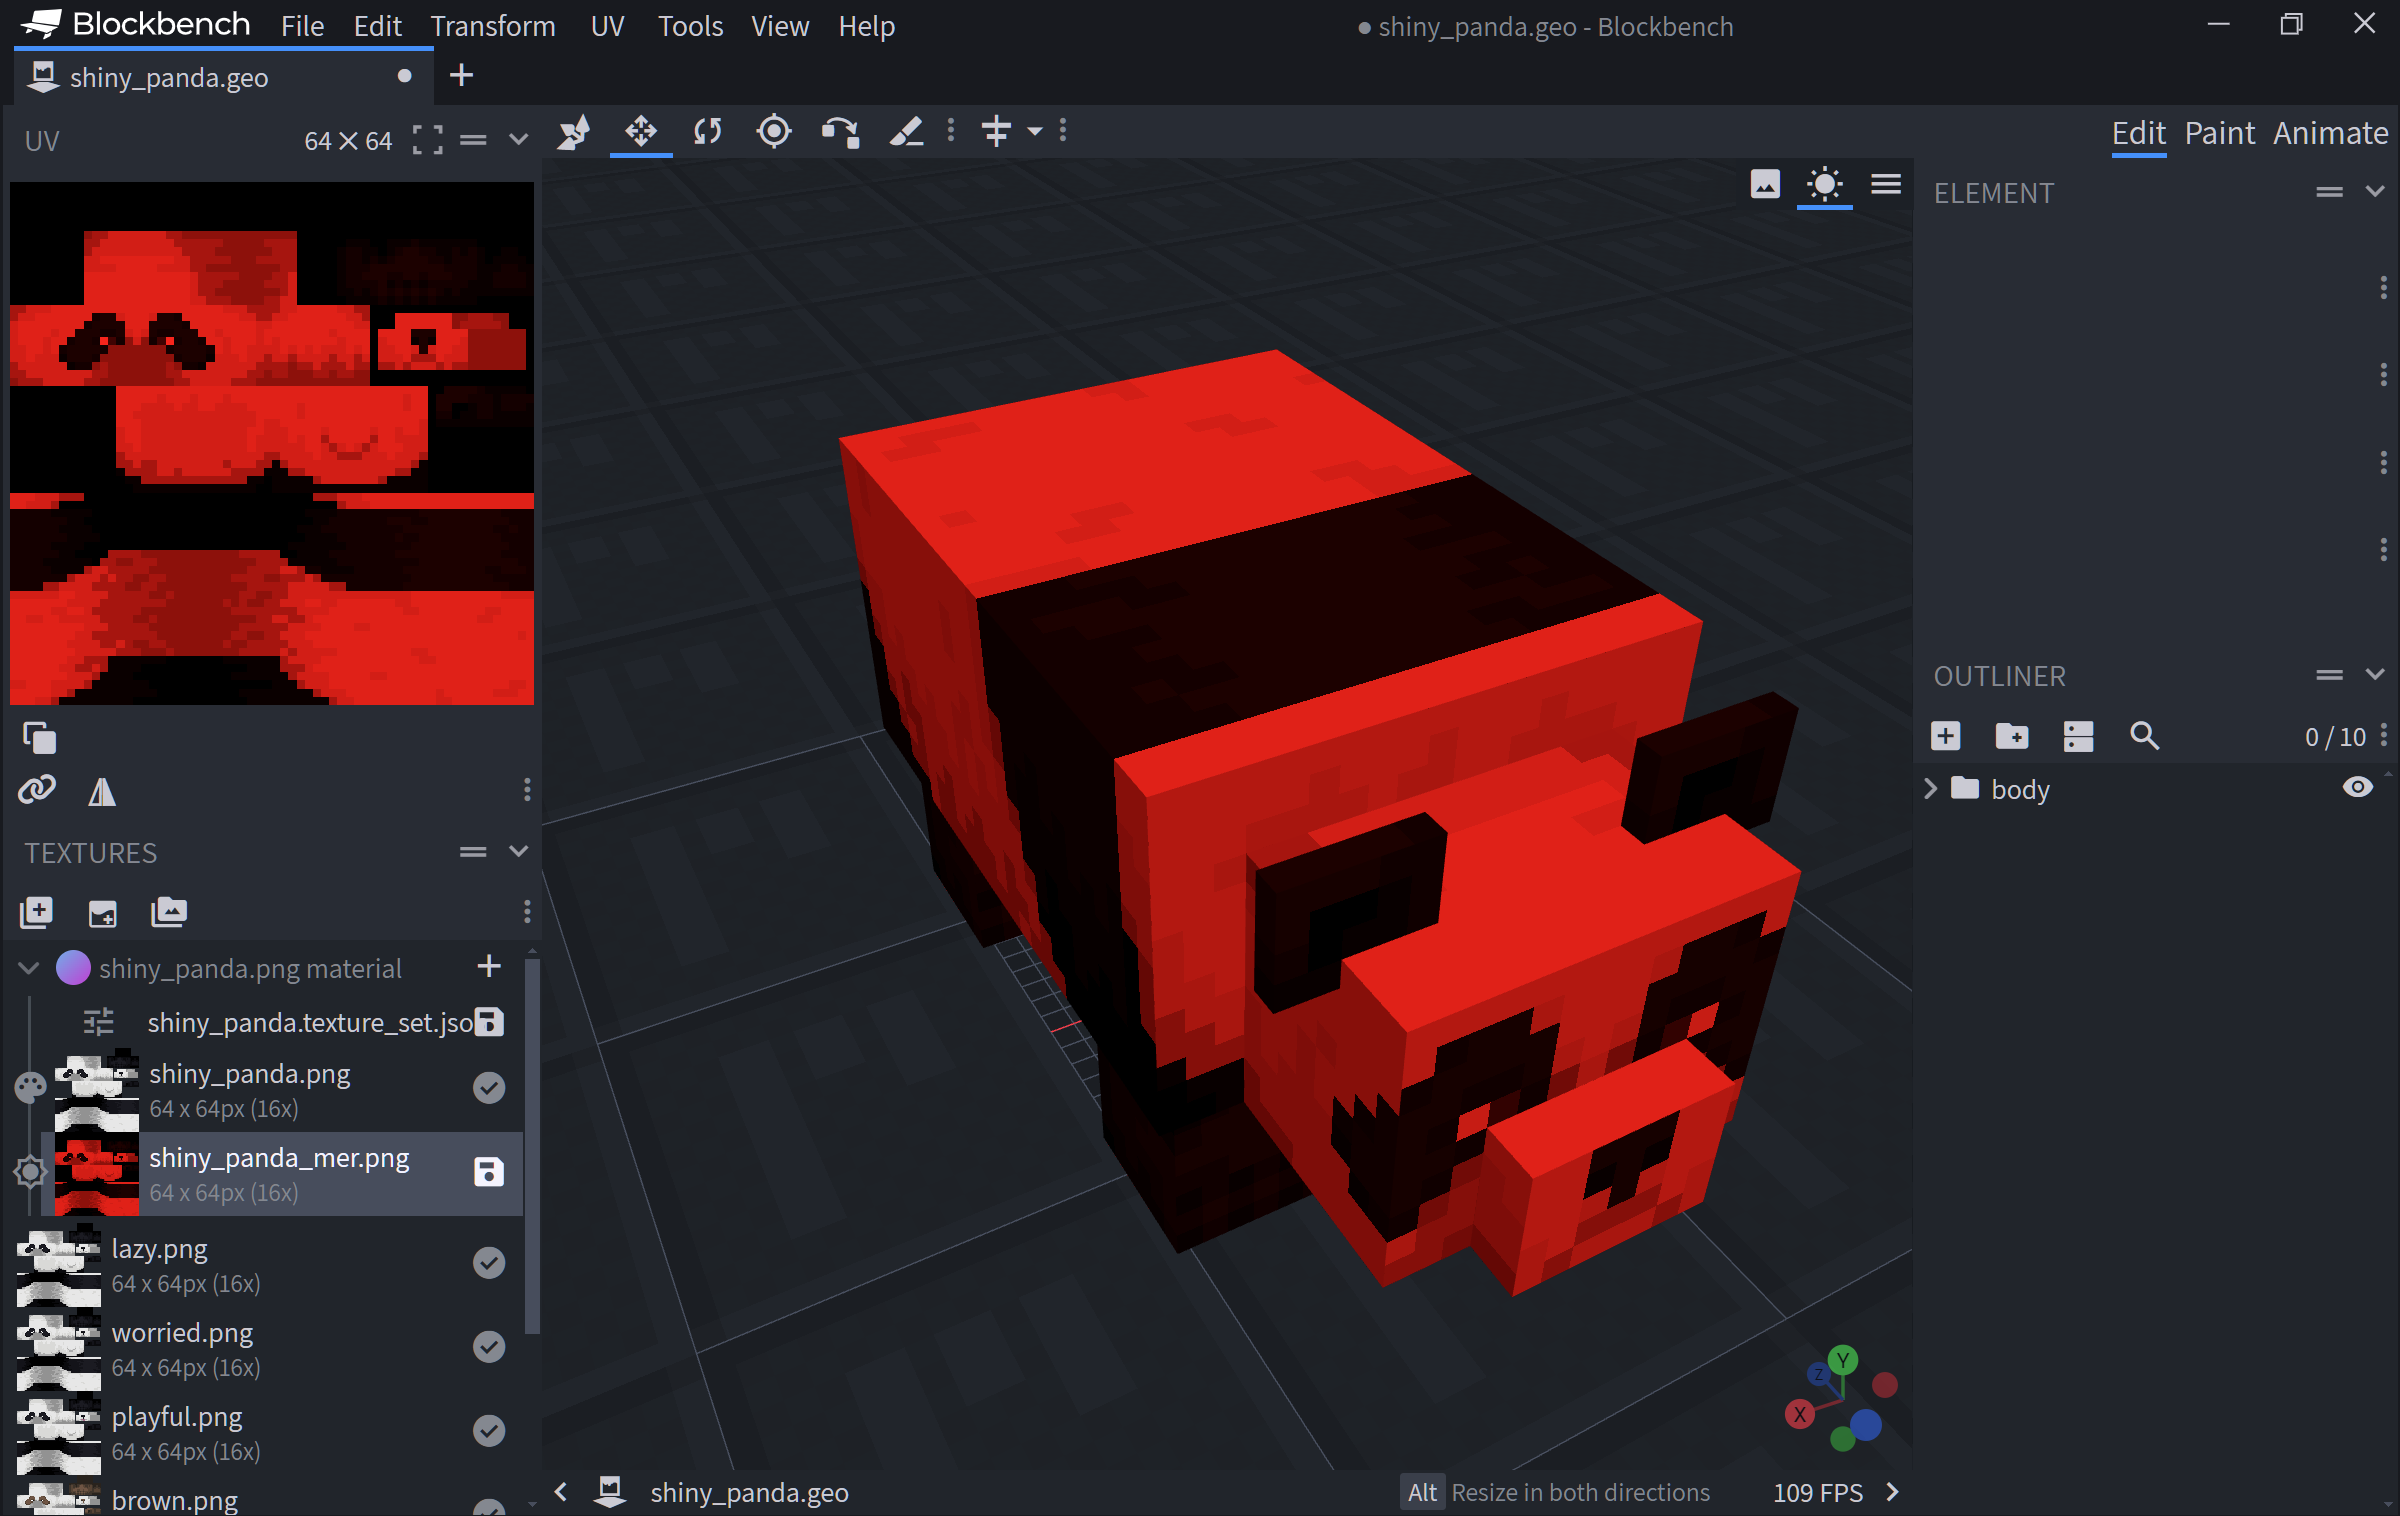 Blockbench File Edit Transform UV Tools View Help
shiny_panda.geo - Blockbench
shiny_panda.geo
UV
64 × 64
Edit Paint Animate
ELEMENT
OUTLINER
0 / 10
body
TEXTURES
shiny_panda.png material
shiny_panda.texture_set.jso
shiny_panda.png
64 x 64px (16x)
shiny_panda_mer.png
64 x 64px (16x)
lazy.png
64 x 64px (16x)
worried.png
64 x 64px (16x)
playful.png
64 x 64px (16x)
brown.png
Y
Z
X
shiny_panda.geo
Alt Resize in both directions
109 FPS